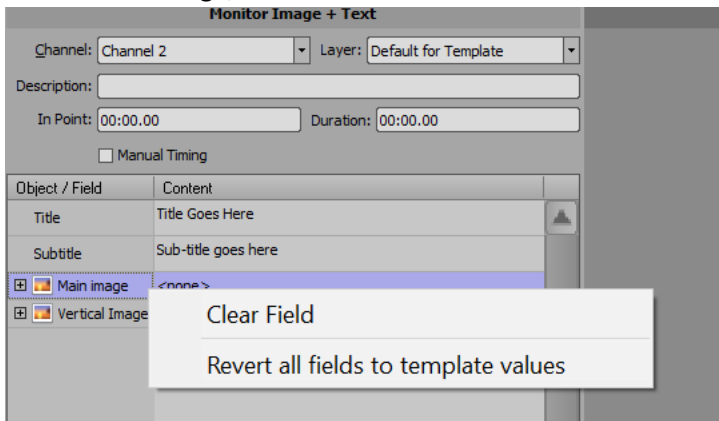 Monitor Image + Text
Channel: Channel 2 Layer: Default for Template
Description:
In Point: 00:00.00 Duration: 00:00.00
Manual Timing
Object / Field Content
Title Title Goes Here
Subtitle Sub-title goes here
Main image <none>
Vertical Image
Clear Field
Revert all fields to template values